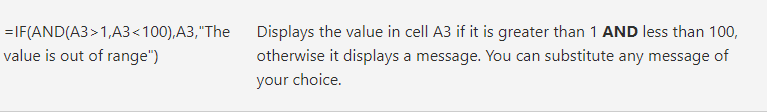 =IF(AND(A3>1,A3<100),A3,"The
value is out of range")
Displays the value in cell A3 if it is greater than 1 AND less than 100,
otherwise it displays a message. You can substitute any message of
your choice.